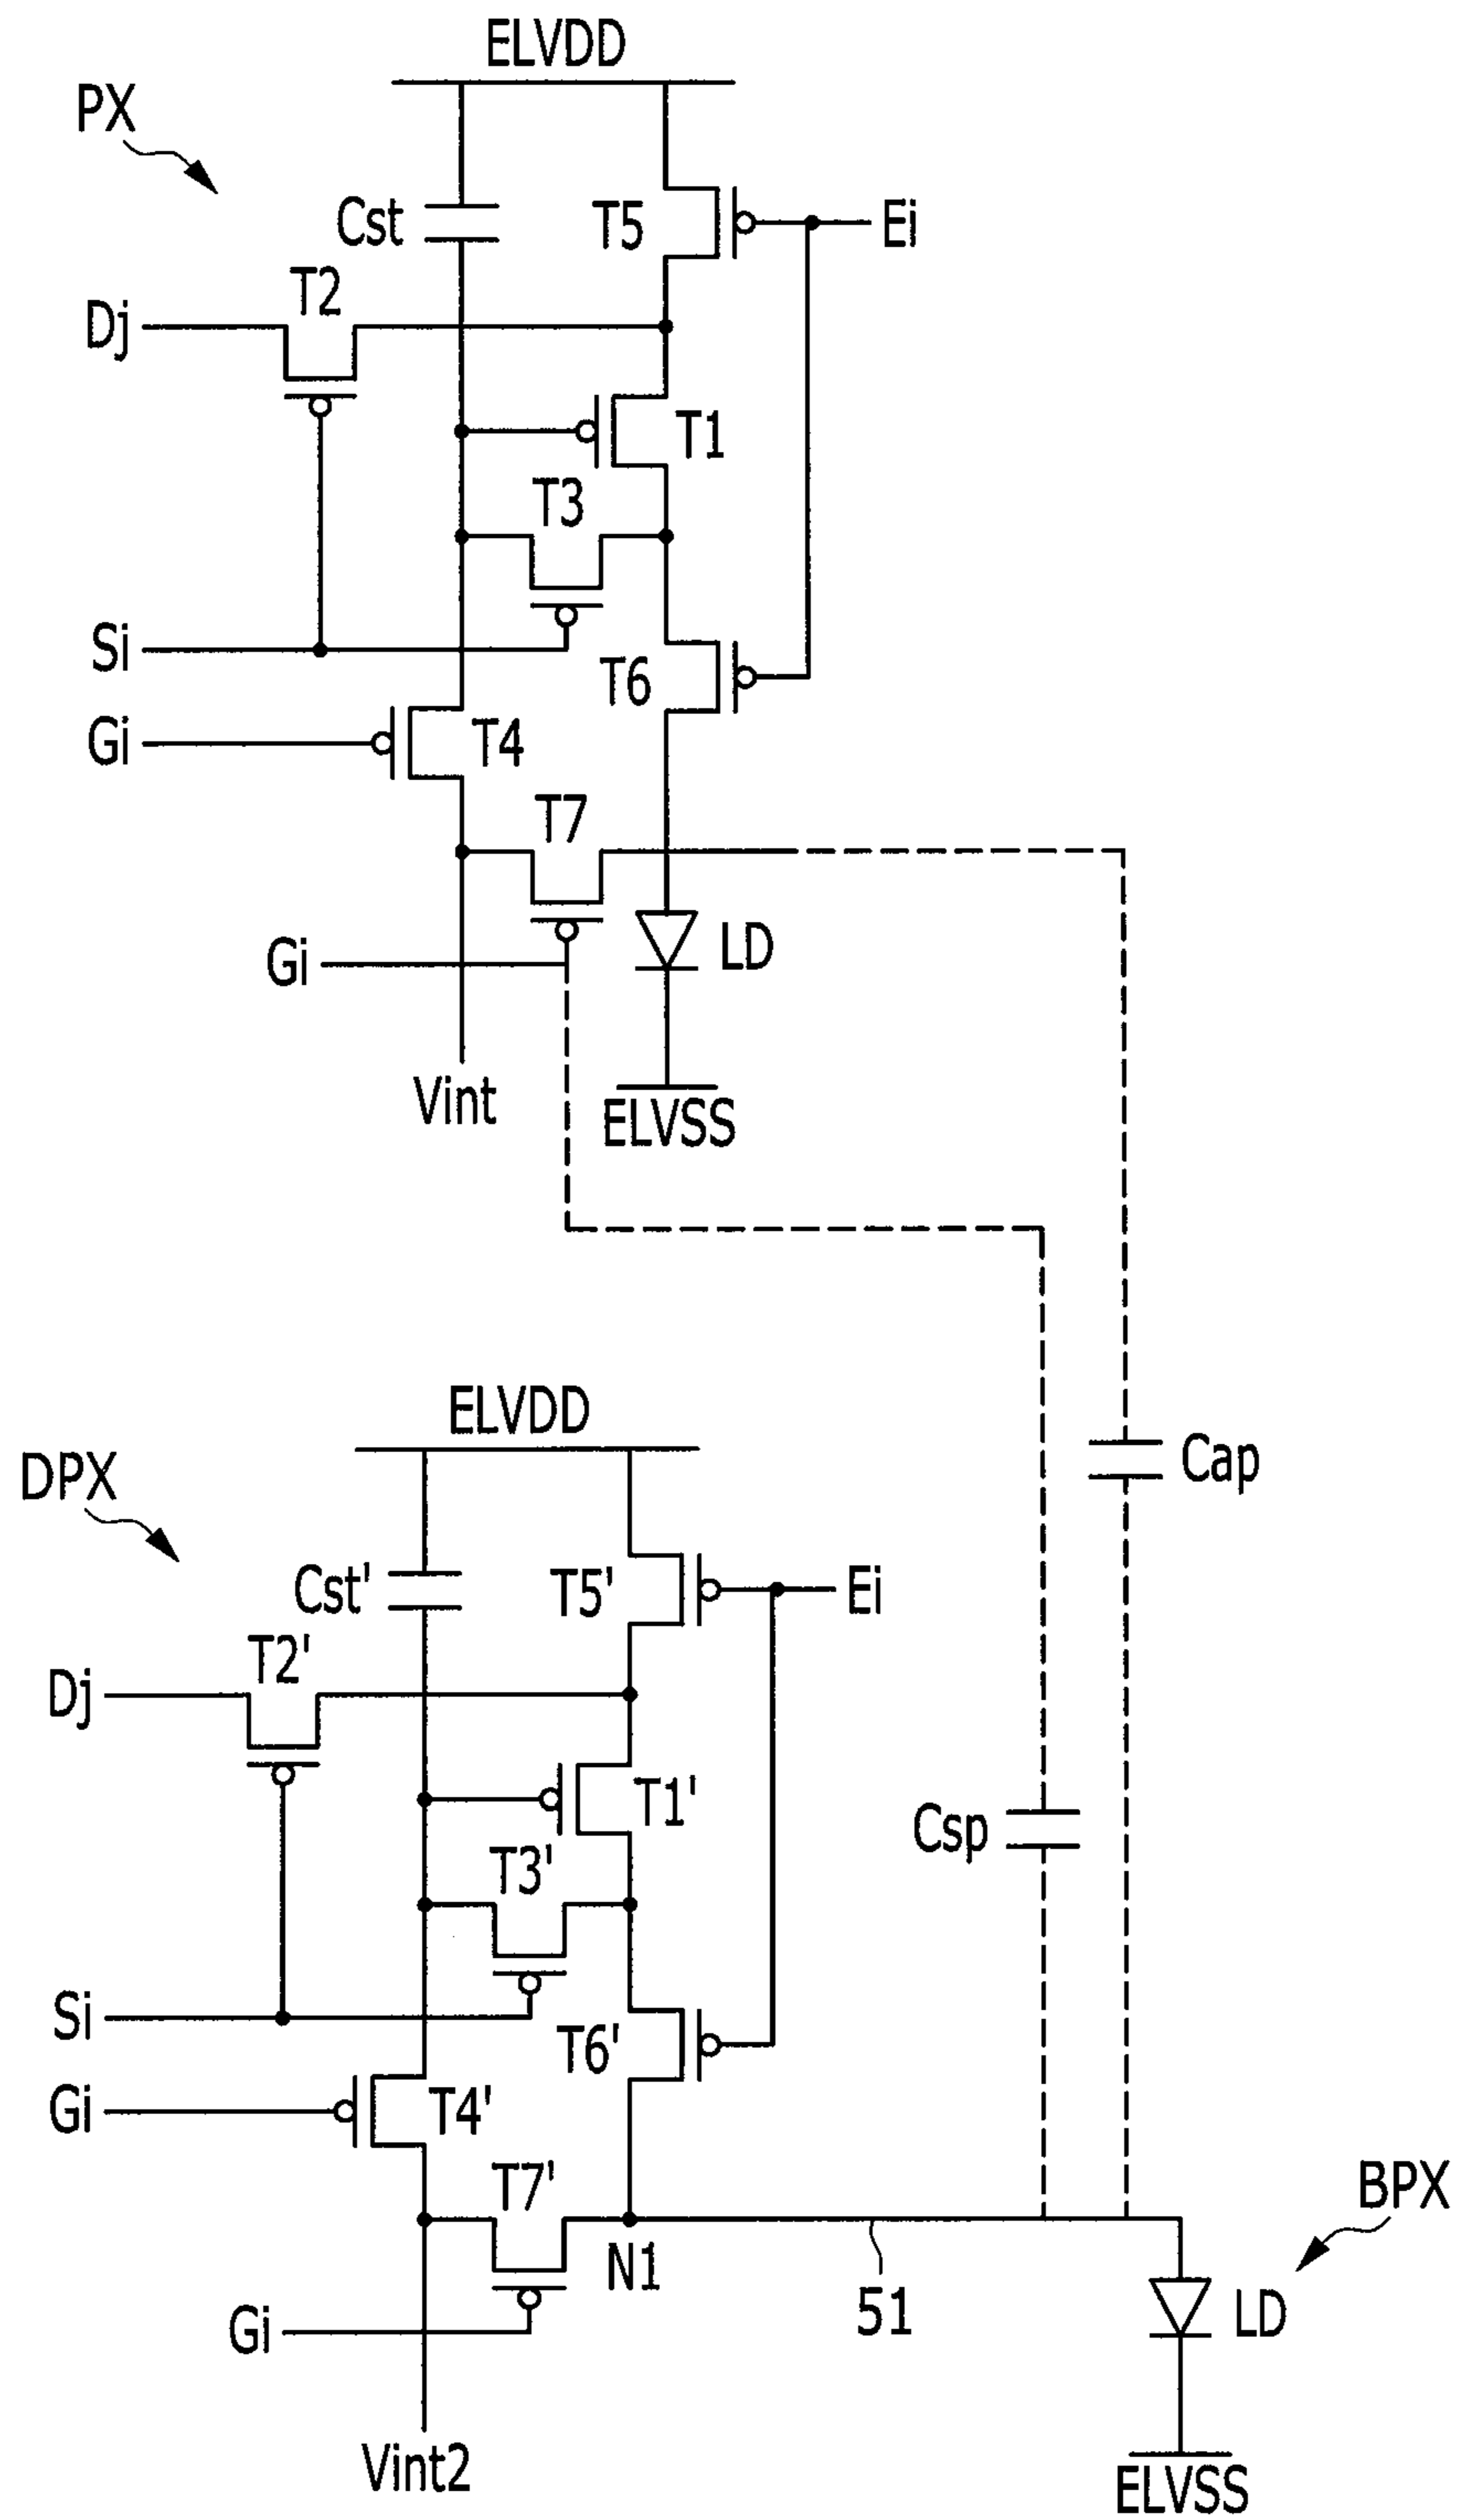 ELVDD
PX
Cst
T5
Ei
T2
Dj
T1
T3
Si
T6
Gi
T4
T7
LD
Gi
Vint
ELVSS
ELVDD
Cap
DPX
Cst'
T5'
Ei
T2'
Dj
T1'
Csp
T3'
Si
T6'
Gi
T4'
T7'
BPX
N1
51
LD
Gi
Vint2
ELVSS